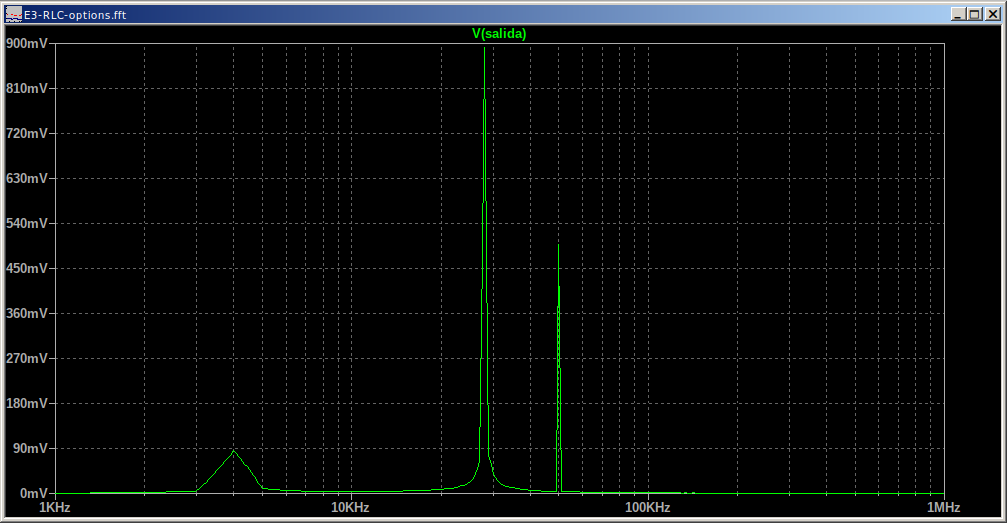 E3-RLC-options.fft
V(salida)
900mV
810mV
720mV
630mV
540mV
450mV
360mV
270mV
180mV
90mV
0mV
1KHz 10KHz 100KHz 1MHz